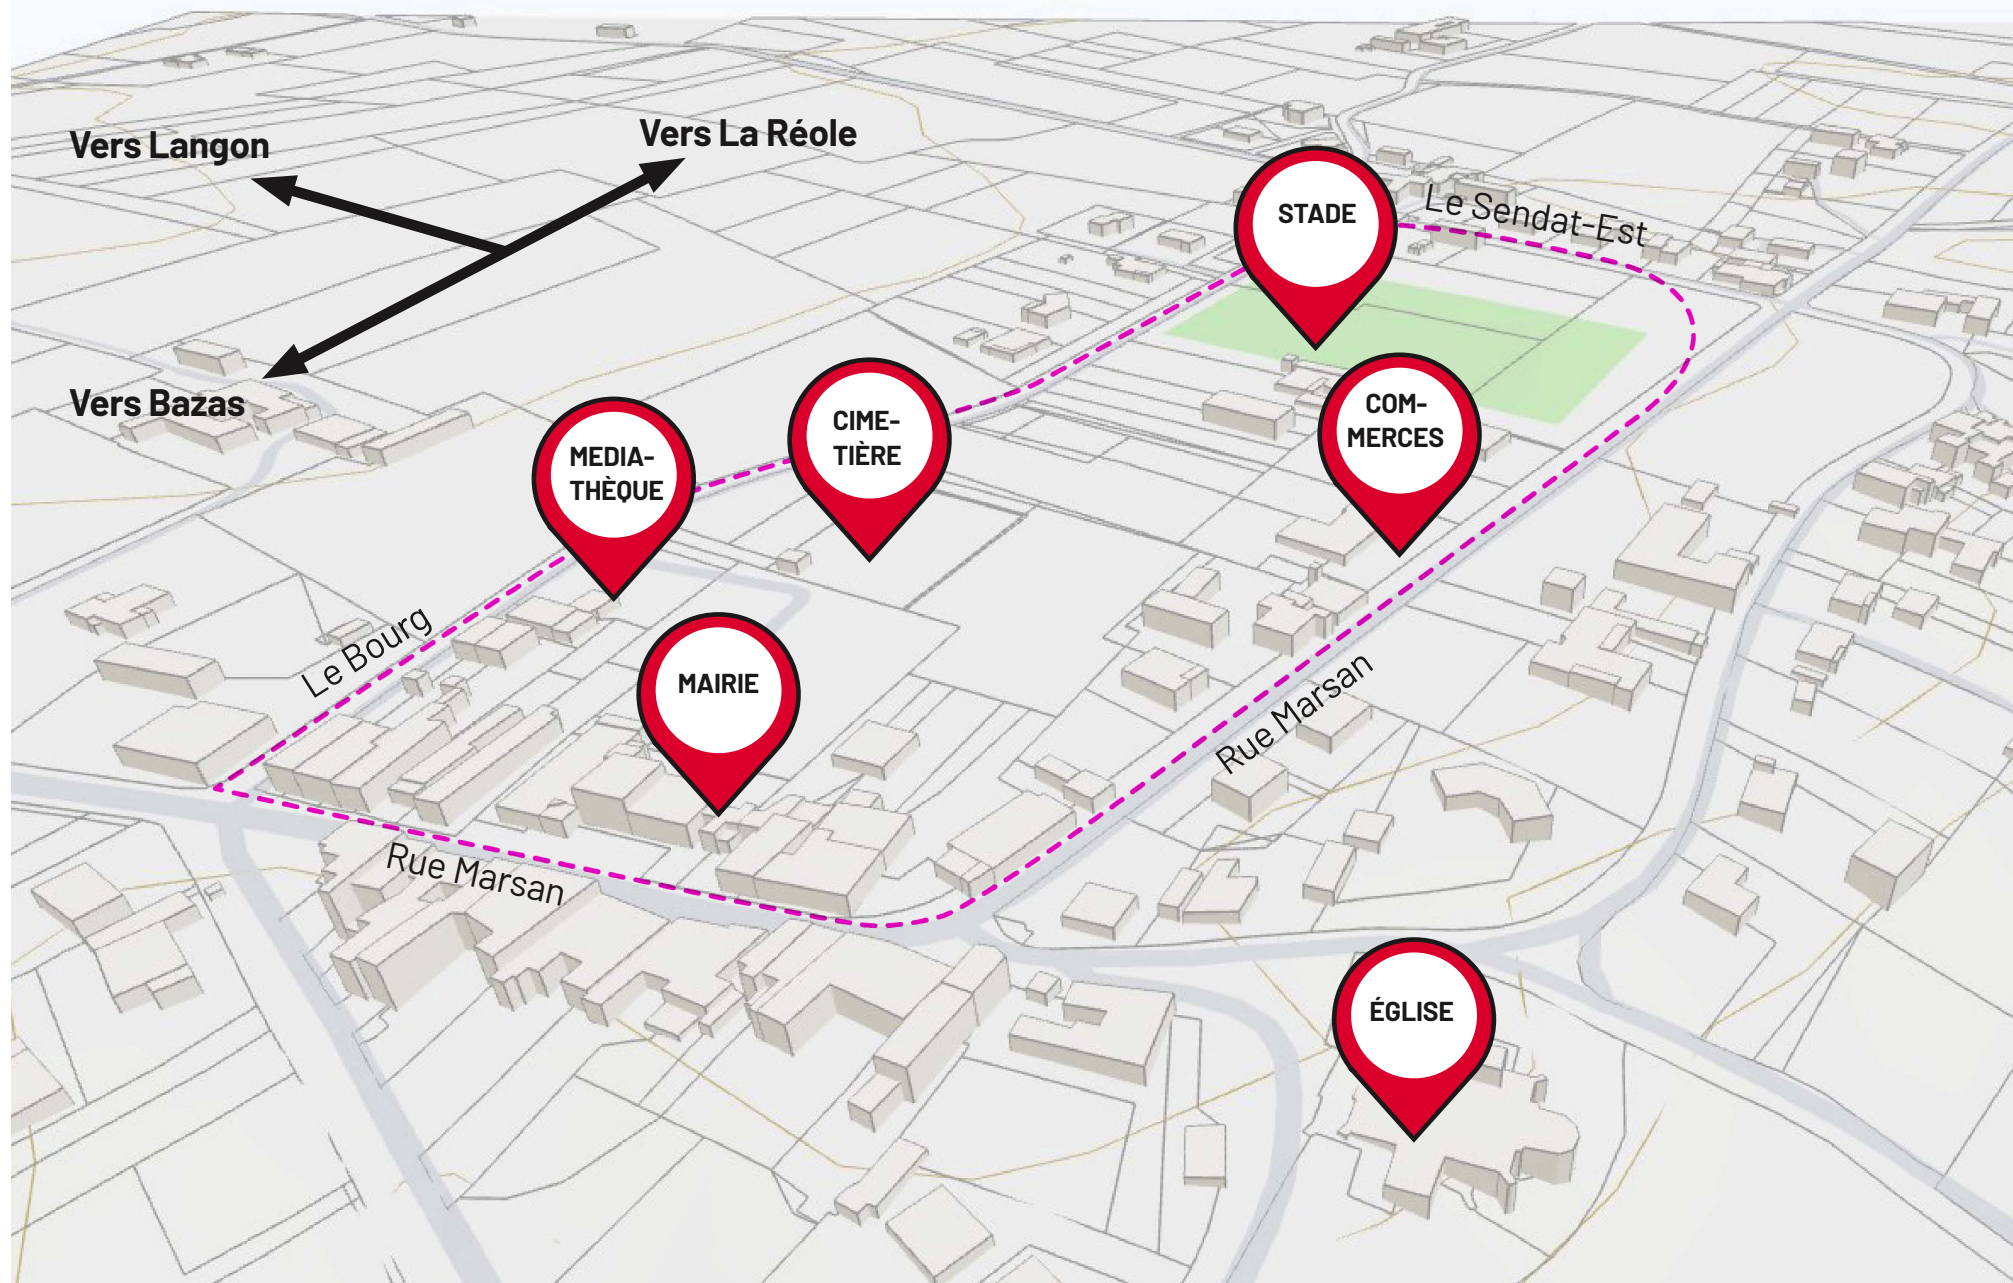 Vers La Réole
Vers Langon
STADE
Le Sendat-Est
Vers Bazas
COM-
MERCES
CIME-
TIÈRE
MEDIA-
THÈQUE
Le Bourg
MAIRIE
Rue Marsan
Rue Marsan
ÉGLISE